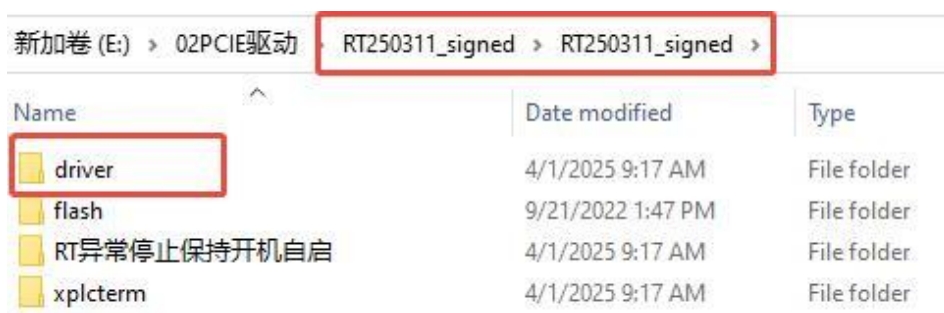 新加卷 (E:) › 02PCIE驱动 › RT250311_signed › RT250311_signed ›
Name Date modified Type
driver 4/1/2025 9:17 AM File folder
flash 9/21/2022 1:47 PM File folder
RT异常停止保持开机自启 4/1/2025 9:17 AM File folder
xplcterm 4/1/2025 9:17 AM File folder